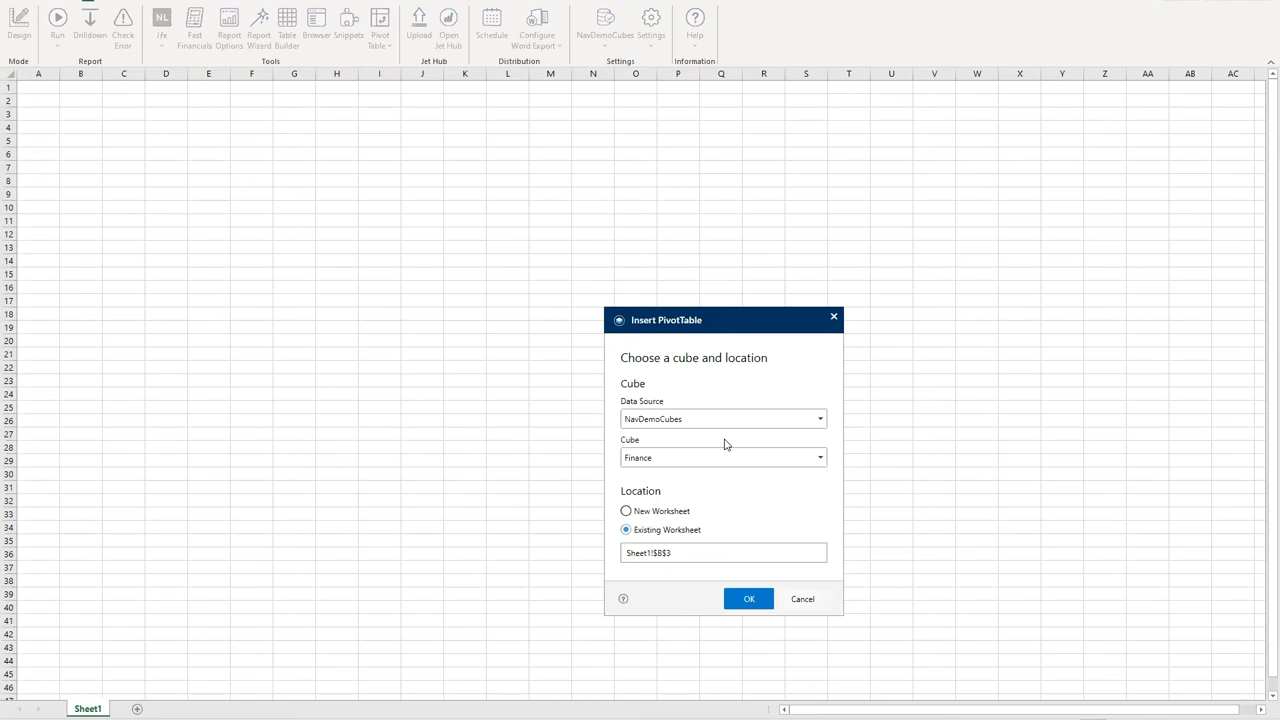 Design
Run
Drilldown
Check
Error
NL
Jfx
Fast
Financials
Report
Options
Report
Wizard
Table
Builder
Browser
Snippets
Pivot
Table
Upload
Open
Jet Hub
Schedule
Configure
Word Export
NavDemoCubes
Settings
Help
Mode
Report
Tools
Jet Hub
Distribution
Settings
Information
A B C D E F G H I J K L M N O P Q R S T U V W X Y Z AA AB AC
1
2
3
4
5
6
7
8
9
10
11
12
13
14
15
16
17
18
19
20
21
22
23
24
25
26
27
28
29
30
31
32
33
34
35
36
37
38
39
40
41
42
43
44
45
46
Insert PivotTable
Choose a cube and location
Cube
Data Source
NavDemoCubes
Cube
Finance
Location
New Worksheet
Existing Worksheet
Sheet1!$B$3
? OK Cancel
Sheet1